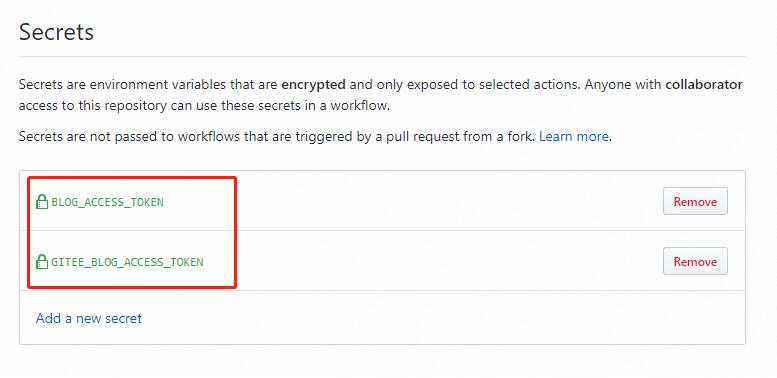 Secrets
Secrets are environment variables that are encrypted and only exposed to selected actions. Anyone with collaborator
access to this repository can use these secrets in a workflow.
Secrets are not passed to workflows that are triggered by a pull request from a fork. Learn more.
BLOG_ACCESS_TOKEN Remove
GITEE_BLOG_ACCESS_TOKEN Remove
Add a new secret